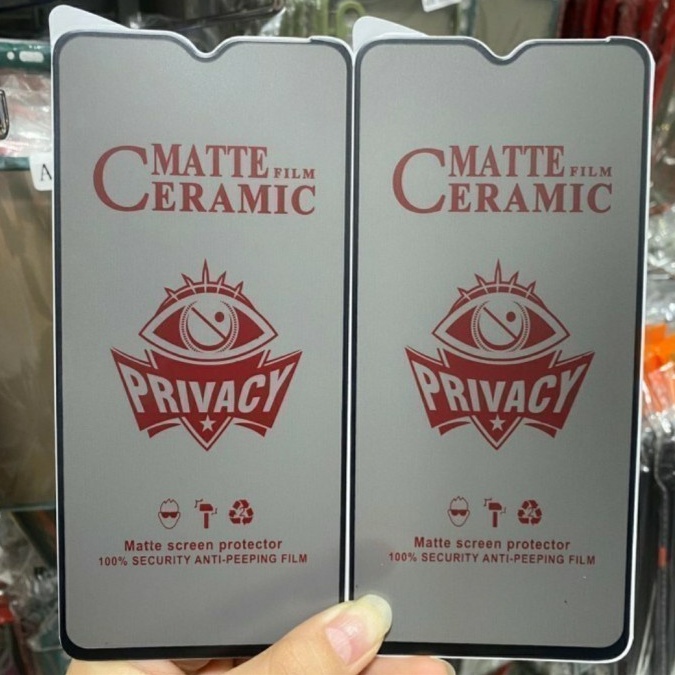 A
MATTE FILM
CERAMIC
PRIVACY
Matte screen protector
100% SECURITY ANTI-PEEPING FILM
MATTE FILM
CERAMIC
PRIVACY
Matte screen protector
100% SECURITY ANTI-PEEPING FILM